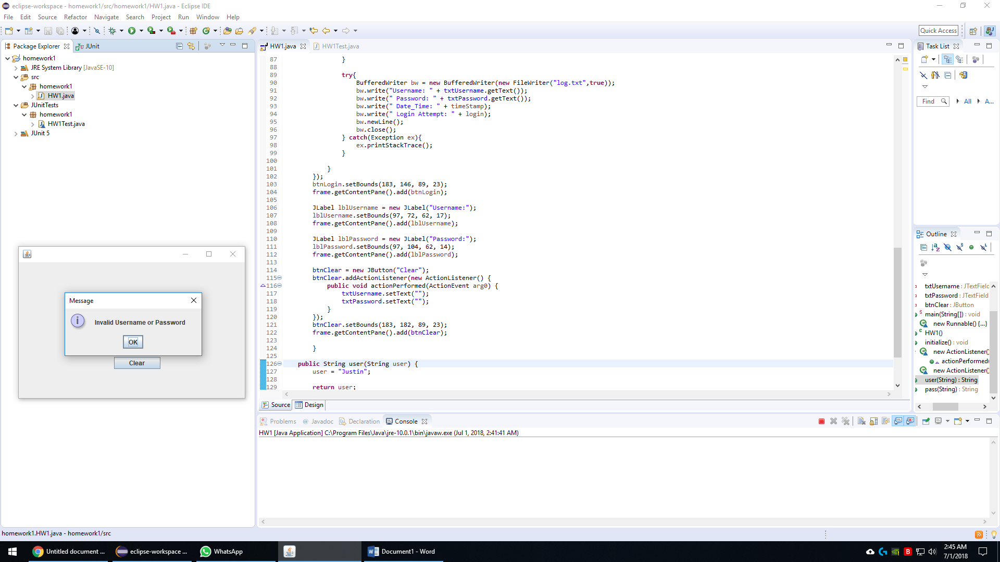 eclipse-workspace - homework1/src/homework1/HW1.java - Eclipse IDE
File Edit Source Refactor Navigate Search Project Run Window Help
Quick Access
Package Explorer
JUnit
homework1
JRE System Library [JavaSE-10]
src
homework1
HW1.java
JUnitTests
homework1
HW1Test.java
JUnit 5
Message
Invalid Username or Password
OK
Clear
HW1.java
HW1Test.java
87 }
88
89 try{
90 BufferedWriter bw = new BufferedWriter(new FileWriter("log.txt",true));
91 bw.write("Username: " + txtUsername.getText());
92 bw.write(" Password: " + txtPassword.getText());
93 bw.write(" Date_Time: " + timeStamp);
94 bw.write(" Login Attempt: " + login);
95 bw.newLine();
96 bw.close();
97 } catch(Exception ex){
98 ex.printStackTrace();
99 }
100
101 }
102 });
103 btnLogin.setBounds(183, 146, 89, 23);
104 frame.getContentPane().add(btnLogin);
105
106 JLabel lblUsername = new JLabel("Username:");
107 lblUsername.setBounds(97, 72, 62, 17);
108 frame.getContentPane().add(lblUsername);
109
110 JLabel lblPassword = new JLabel("Password:");
111 lblPassword.setBounds(97, 104, 62, 14);
112 frame.getContentPane().add(lblPassword);
113
114 btnClear = new JButton("Clear");
115 btnClear.addActionListener(new ActionListener() {
116 public void actionPerformed(ActionEvent arg0) {
117 txtUsername.setText("");
118 txtPassword.setText("");
119 }
120 });
121 btnClear.setBounds(183, 182, 89, 23);
122 frame.getContentPane().add(btnClear);
123
124 }
125
126 public String user(String user) {
127 user = "Justin";
128
129 return user;
Source
Design
Task List
Find
All
A...
Outline
txtUsername : JTextField
txtPassword : JTextField
btnClear : JButton
main(String[]) : void
new Runnable() {...}
HW1()
initialize() : void
new ActionListener()
actionPerformed(
new ActionListener()
user(String) : String
pass(String) : String
Problems
@ Javadoc
Declaration
Console
HW1 [Java Application] C:\Program Files\Java\jre-10.0.1\bin\javaw.exe (Jul 1, 2018, 2:41:41 AM)
homework1.HW1.java - homework1/src
Untitled document ...
eclipse-workspace ...
WhatsApp
Document1 - Word
2:45 AM
7/1/2018